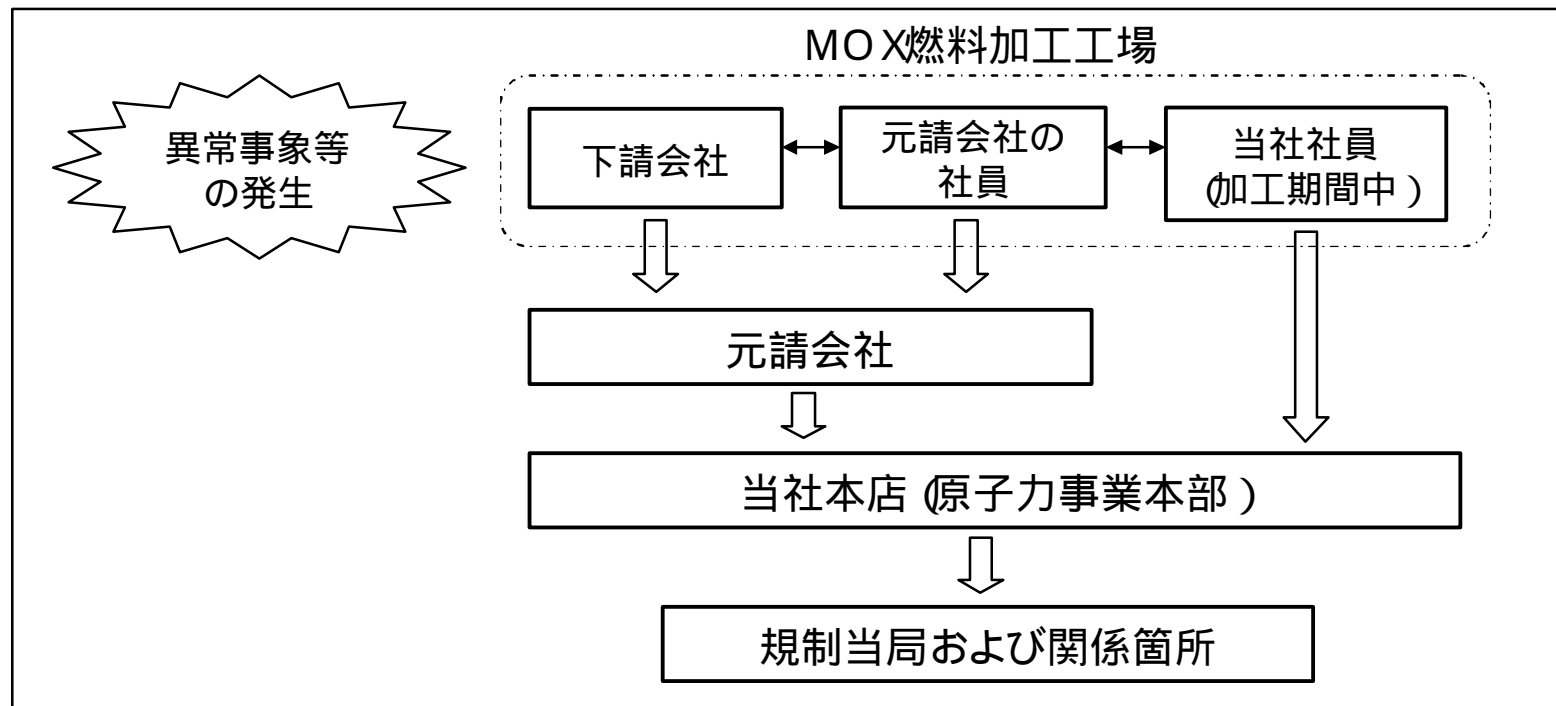 MOX燃料加工工場
異常事象等
の発生
下請会社
元請会社の
社員
当社社員
(加工期間中)
元請会社
当社本店(原子力事業本部)
規制当局および関係箇所